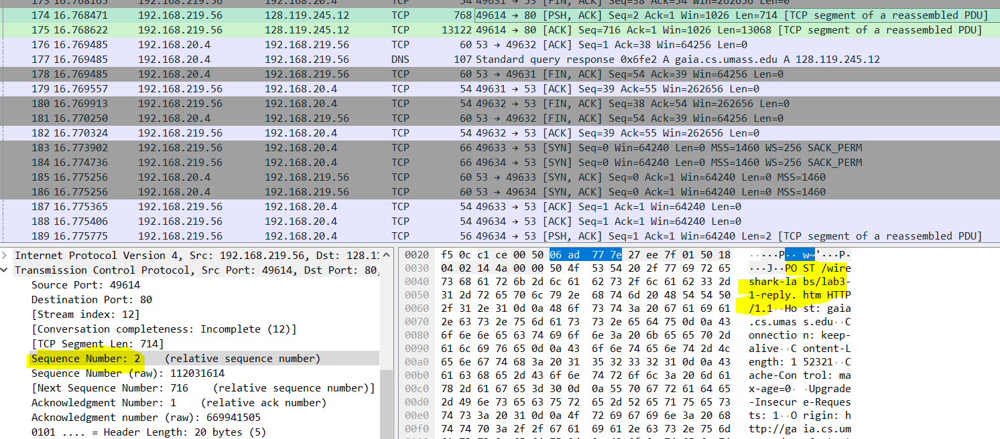 173 16.768165 192.168.219.56 192.168.20.4 TCP 54 49631 → 53 [FIN, ACK] Seq=38 Ack=54 Win=262656 Len=0
174 16.768471 192.168.219.56 128.119.245.12 TCP 768 49614 → 80 [PSH, ACK] Seq=2 Ack=1 Win=1026 Len=714 [TCP segment of a reassembled PDU]
175 16.768622 192.168.219.56 128.119.245.12 TCP 13122 49614 → 80 [ACK] Seq=716 Ack=1 Win=1026 Len=13068 [TCP segment of a reassembled PDU]
176 16.769485 192.168.20.4 192.168.219.56 TCP 60 53 → 49632 [ACK] Seq=1 Ack=38 Win=64256 Len=0
177 16.769485 192.168.20.4 192.168.219.56 DNS 107 Standard query response 0x6fe2 A gaia.cs.umass.edu A 128.119.245.12
178 16.769485 192.168.20.4 192.168.219.56 TCP 60 53 → 49631 [FIN, ACK] Seq=54 Ack=39 Win=64256 Len=0
179 16.769557 192.168.219.56 192.168.20.4 TCP 54 49631 → 53 [ACK] Seq=39 Ack=55 Win=262656 Len=0
180 16.769913 192.168.219.56 192.168.20.4 TCP 54 49632 → 53 [FIN, ACK] Seq=38 Ack=54 Win=262656 Len=0
181 16.770250 192.168.20.4 192.168.219.56 TCP 60 53 → 49632 [FIN, ACK] Seq=54 Ack=39 Win=64256 Len=0
182 16.770324 192.168.219.56 192.168.20.4 TCP 54 49632 → 53 [ACK] Seq=39 Ack=55 Win=262656 Len=0
183 16.773902 192.168.219.56 192.168.20.4 TCP 66 49633 → 53 [SYN] Seq=0 Win=64240 Len=0 MSS=1460 WS=256 SACK_PERM
184 16.774736 192.168.219.56 192.168.20.4 TCP 66 49634 → 53 [SYN] Seq=0 Win=64240 Len=0 MSS=1460 WS=256 SACK_PERM
185 16.775256 192.168.20.4 192.168.219.56 TCP 60 53 → 49633 [SYN, ACK] Seq=0 Ack=1 Win=64240 Len=0 MSS=1460
186 16.775256 192.168.20.4 192.168.219.56 TCP 60 53 → 49634 [SYN, ACK] Seq=0 Ack=1 Win=64240 Len=0 MSS=1460
187 16.775365 192.168.219.56 192.168.20.4 TCP 54 49633 → 53 [ACK] Seq=1 Ack=1 Win=64240 Len=0
188 16.775406 192.168.219.56 192.168.20.4 TCP 54 49634 → 53 [ACK] Seq=1 Ack=1 Win=64240 Len=0
189 16.775775 192.168.219.56 192.168.20.4 TCP 56 49634 → 53 [PSH, ACK] Seq=1 Ack=1 Win=64240 Len=2 [TCP segment of a reassembled PDU]
Internet Protocol Version 4, Src: 192.168.219.56, Dst: 128.11
Transmission Control Protocol, Src Port: 49614, Dst Port: 80,
Source Port: 49614
Destination Port: 80
[Stream index: 12]
[Conversation completeness: Incomplete (12)]
[TCP Segment Len: 714]
Sequence Number: 2 (relative sequence number)
Sequence Number (raw): 112031614
[Next Sequence Number: 716 (relative sequence number)]
Acknowledgment Number: 1 (relative ack number)
Acknowledgment number (raw): 669941505
0101 .... = Header Length: 20 bytes (5)
0020 f5 0c c1 ce 00 50 06 ad 77 7e 27 ee 7f 01 50 18 ·····P·· w~'···P·
0030 04 02 14 4a 00 00 50 4f 53 54 20 2f 77 69 72 65 ···J··PO ST /wire
0040 73 68 61 72 6b 2d 6c 61 62 73 2f 6c 61 62 33 2d shark-la bs/lab3-
0050 31 2d 72 65 70 6c 79 2e 68 74 6d 20 48 54 54 50 1-reply. htm HTTP
0060 2f 31 2e 31 0d 0a 48 6f 73 74 3a 20 67 61 69 61 /1.1··Ho st: gaia
0070 2e 63 73 2e 75 6d 61 73 73 2e 65 64 75 0d 0a 43 .cs.umas s.edu··C
0080 6f 6e 6e 65 63 74 69 6f 6e 3a 20 6b 65 65 70 2d onnectio n: keep-
0090 61 6c 69 76 65 0d 0a 43 6f 6e 74 65 6e 74 2d 4c alive··C ontent-L
00a0 65 6e 67 74 68 3a 20 31 35 32 33 32 31 0d 0a 43 ength: 1 52321··C
00b0 61 63 68 65 2d 43 6f 6e 74 72 6f 6c 3a 20 6d 61 ache-Con trol: ma
00c0 78 2d 61 67 65 3d 30 0d 0a 55 70 67 72 61 64 65 x-age=0· ·Upgrade
00d0 2d 49 6e 73 65 63 75 72 65 2d 52 65 71 75 65 73 -Insecur e-Reques
00e0 74 73 3a 20 31 0d 0a 4f 72 69 67 69 6e 3a 20 68 ts: 1··O rigin: h
00f0 74 74 70 3a 2f 2f 67 61 69 61 2e 63 73 2e 75 6d ttp://ga ia.cs.um